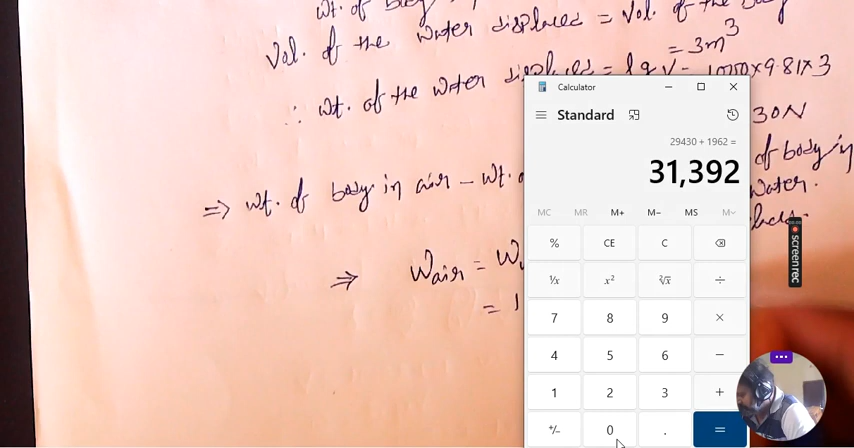 Wt. of body
Vol. of the water displaced = Vol. of the body
= 3m³
∴ wt. of the water displaced = ρgV = 1000×9.81×3
30N
⇒ wt. of body in air - wt. of body in
water.
⇒ Wair = W
= 1
Calculator
Standard
29430 + 1962 =
31,392
MC MR M+ M− MS M˅
% CE C
¹/x x² ²√x ÷
7 8 9 ×
4 5 6 −
1 2 3 +
+/− 0 . =
screenrec